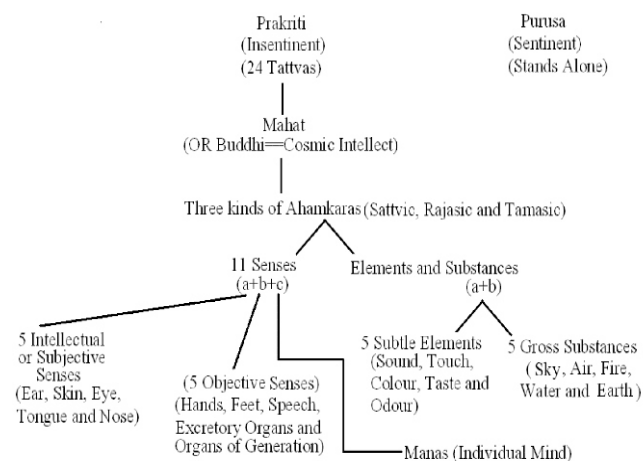 Prakriti
(Insentient)
(24 Tattvas)
Purusa
(Sentient)
(Stands Alone)
Mahat
(OR Buddhi==Cosmic Intellect)
Three kinds of Ahamkaras (Sattvic, Rajasic and Tamasic)
11 Senses
(a+b+c)
Elements and Substances
(a+b)
5 Intellectual
or Subjective
Senses
(Ear, Skin, Eye,
Tongue and Nose)
(5 Objective Senses)
(Hands, Feet, Speech,
Excretory Organs and
Organs of Generation)
5 Subtle Elements
(Sound, Touch,
Colour, Taste and
Odour)
5 Gross Substances
(Sky, Air, Fire,
Water and Earth)
Manas (Individual Mind)